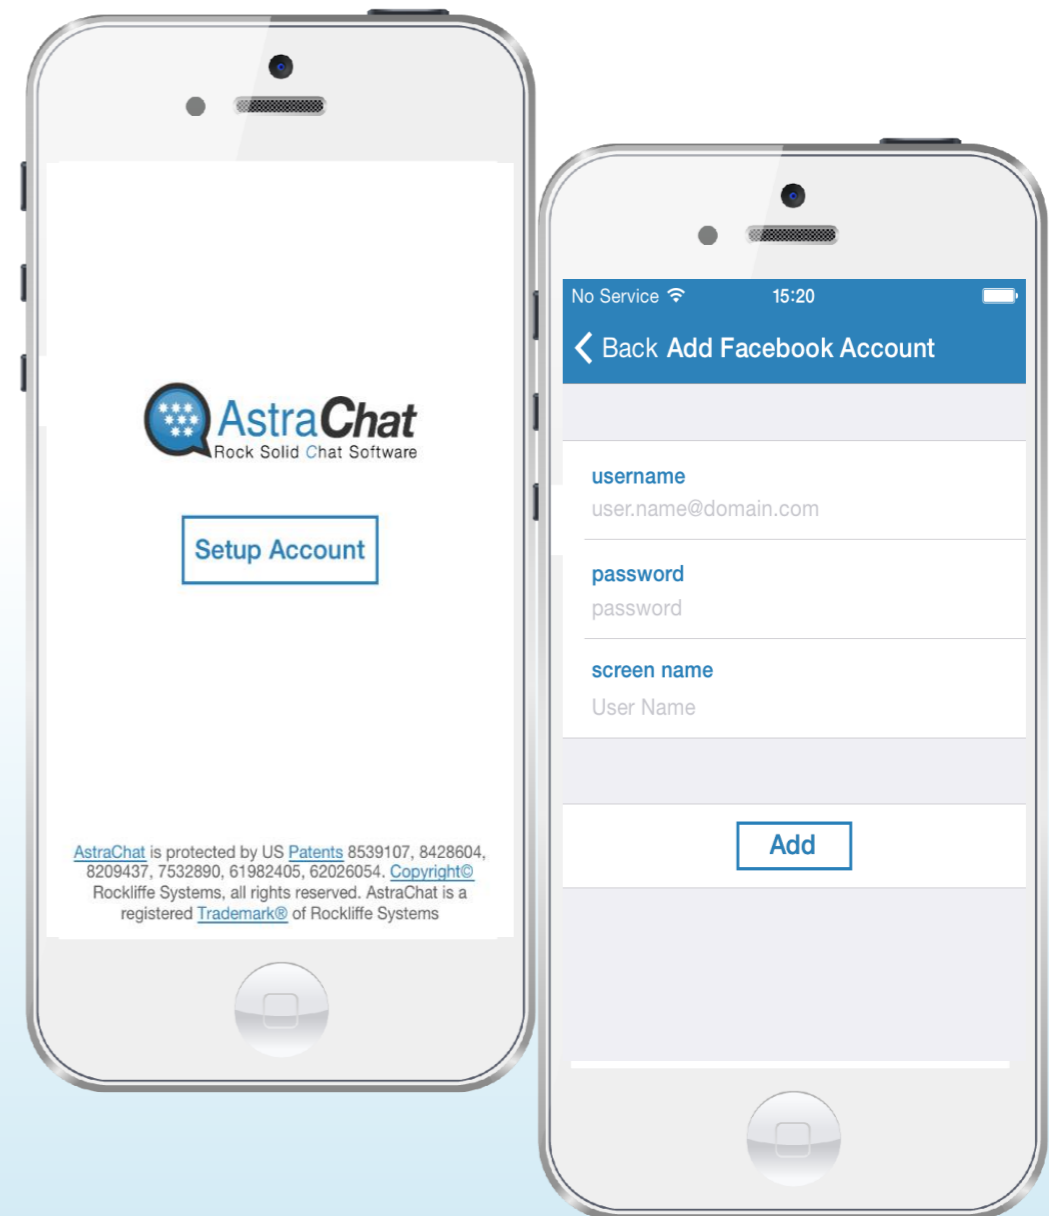 AstraChat
Rock Solid Chat Software
Setup Account
AstraChat is protected by US Patents 8539107, 8428604,
8209437, 7532890, 61982405, 62026054. Copyright©
Rockliffe Systems, all rights reserved. AstraChat is a
registered Trademark® of Rockliffe Systems
No Service 15:20
Back Add Facebook Account
username
user.name@domain.com
password
password
screen name
User Name
Add